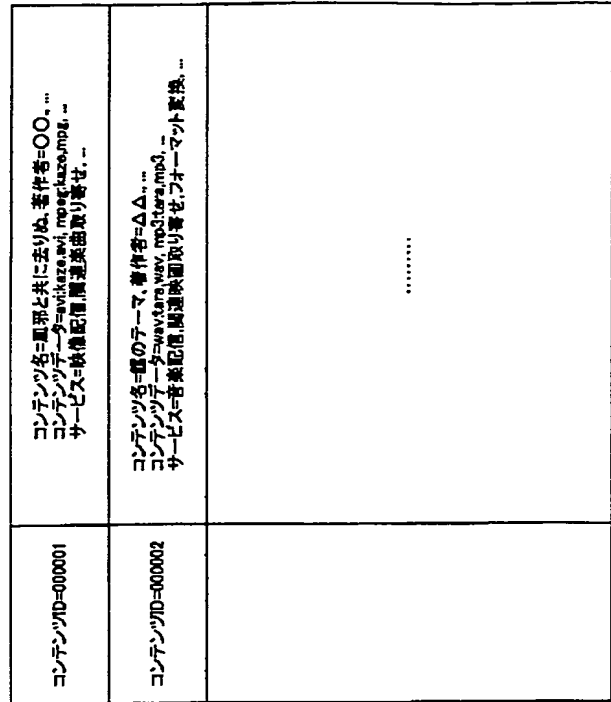 コンテンツID=000001
コンテンツ名=風邪と共に去りぬ,著作者=〇〇,, ...
コンテンツデータ=avi:kaze.avi, mpeg:kaze.mpg, ...
サービス=映像配信,関連楽曲取り寄せ, ...
コンテンツID=000002
コンテンツ名=鱈のテーマ,著作者=△△,, ...
コンテンツデータ=wav:tara.wav, mp3:tara.mp3, ...
サービス=音楽配信,関連映画取り寄せ,フォーマット変換, ...
.........